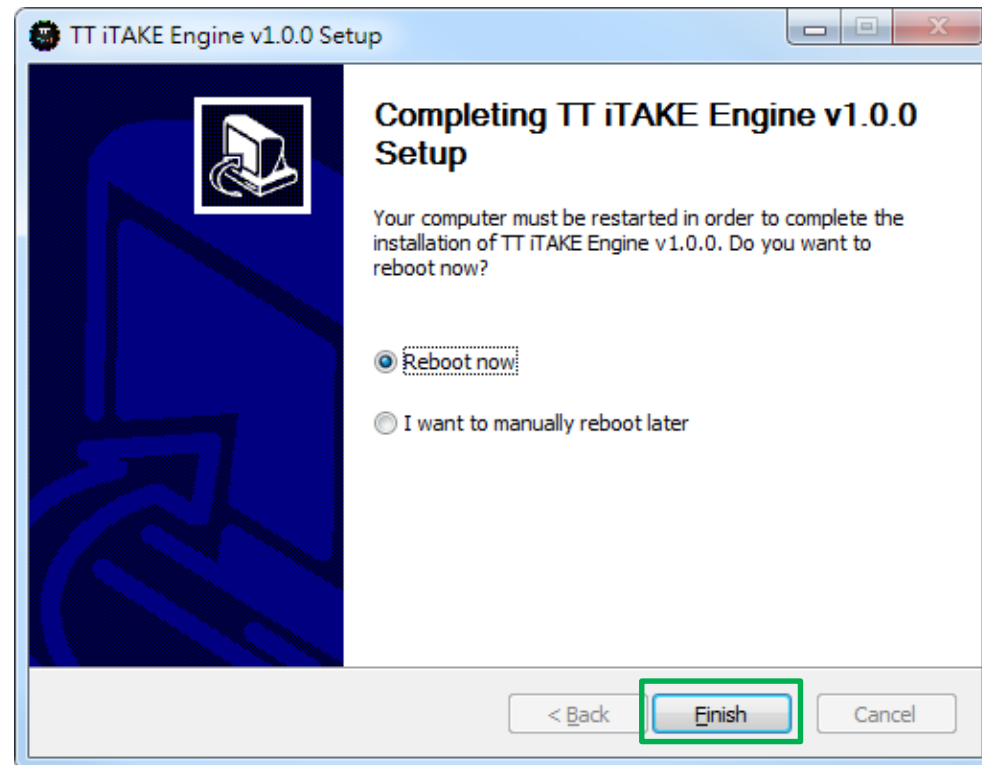 TT iTAKE Engine v1.0.0 Setup
Completing TT iTAKE Engine v1.0.0
Setup
Your computer must be restarted in order to complete the
installation of TT iTAKE Engine v1.0.0. Do you want to
reboot now?
Reboot now
I want to manually reboot later
< Back Finish Cancel